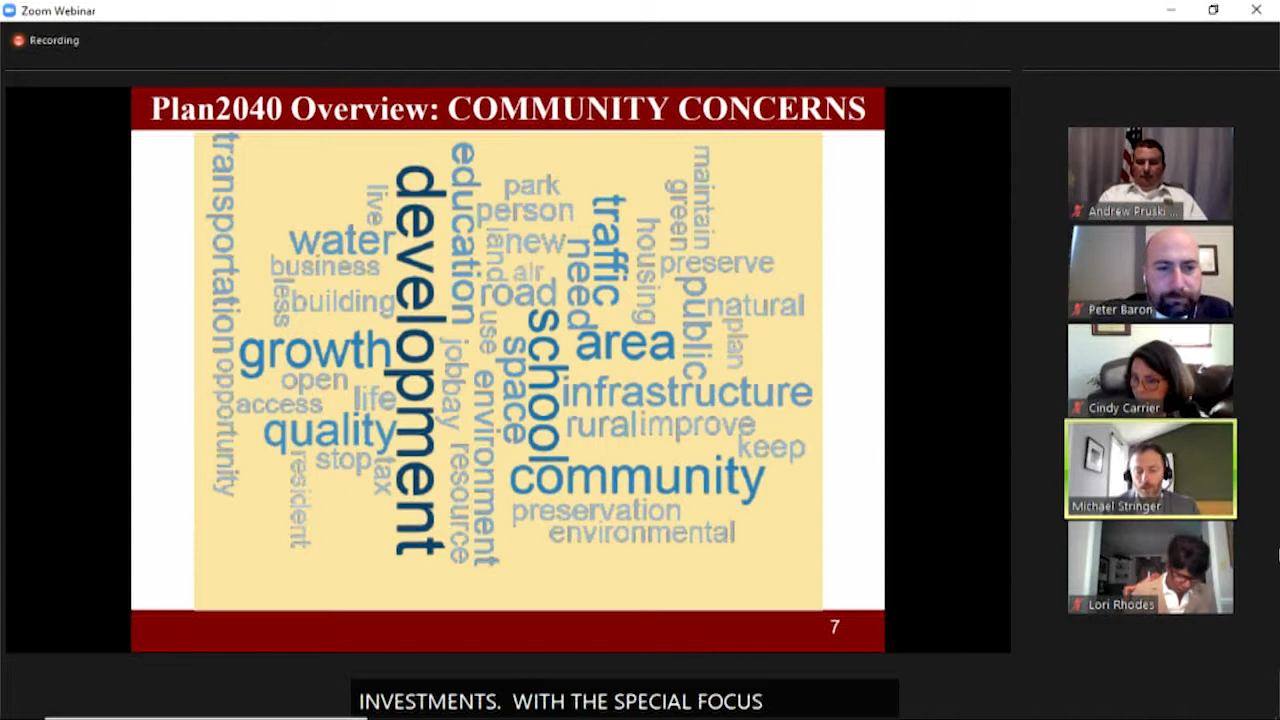 Zoom Webinar
Recording
Plan2040 Overview: COMMUNITY CONCERNS
transportation
opportunity
live
water
business
less
building
growth
open
access
life
quality
stop
tax
resident
development
education
jobbay
resource
park
person
land
new
air
road
use
environment
space
school
need
traffic
area
housing
green
maintain
preserve
public
natural
plan
infrastructure
rural
improve
keep
community
preservation
environmental
7
Andrew Pruski ...
Peter Baron
Cindy Carrier
Michael Stringer
Lori Rhodes
INVESTMENTS. WITH THE SPECIAL FOCUS